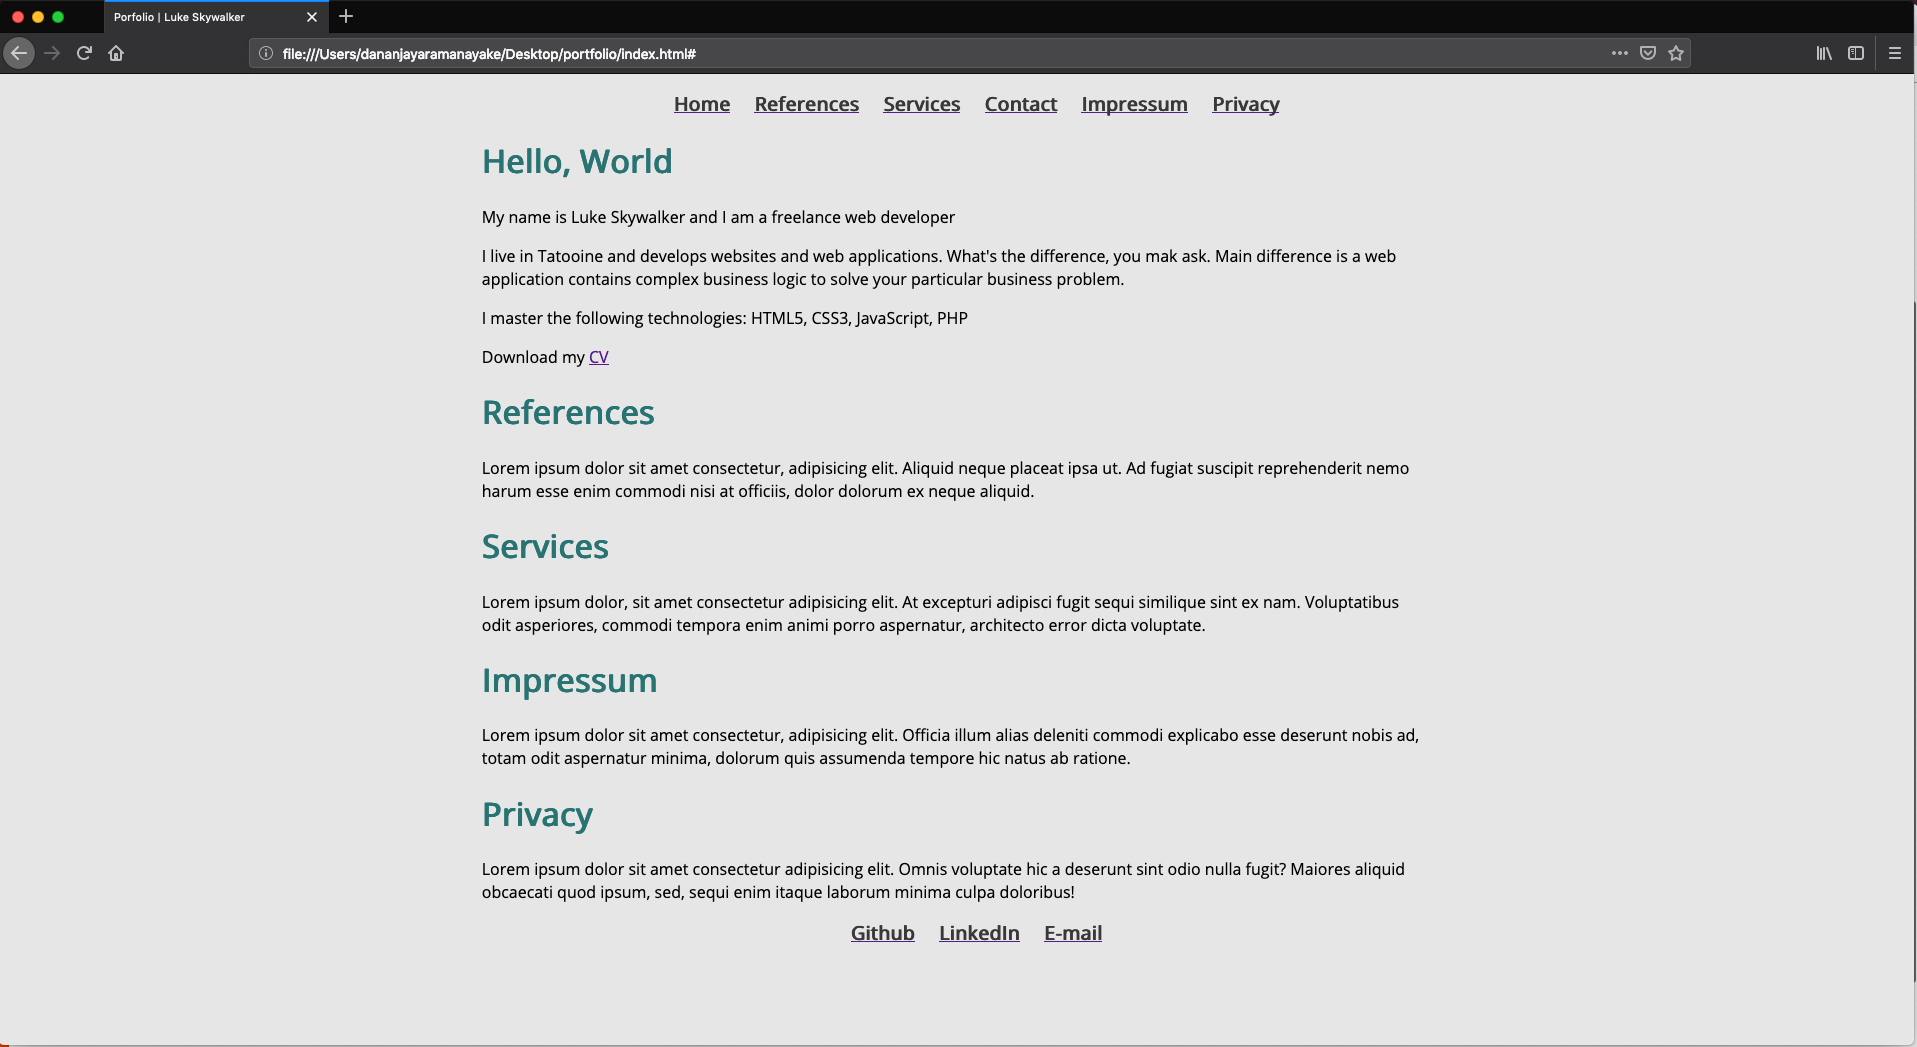 Porfolio | Luke Skywalker
file:///Users/dananjayaramanayake/Desktop/portfolio/index.html#
Home References Services Contact Impressum Privacy
Hello, World
My name is Luke Skywalker and I am a freelance web developer
I live in Tatooine and develops websites and web applications. What's the difference, you mak ask. Main difference is a web
application contains complex business logic to solve your particular business problem.
I master the following technologies: HTML5, CSS3, JavaScript, PHP
Download my CV
References
Lorem ipsum dolor sit amet consectetur, adipisicing elit. Aliquid neque placeat ipsa ut. Ad fugiat suscipit reprehenderit nemo
harum esse enim commodi nisi at officiis, dolor dolorum ex neque aliquid.
Services
Lorem ipsum dolor, sit amet consectetur adipisicing elit. At excepturi adipisci fugit sequi similique sint ex nam. Voluptatibus
odit asperiores, commodi tempora enim animi porro aspernatur, architecto error dicta voluptate.
Impressum
Lorem ipsum dolor sit amet consectetur, adipisicing elit. Officia illum alias deleniti commodi explicabo esse deserunt nobis ad,
totam odit aspernatur minima, dolorum quis assumenda tempore hic natus ab ratione.
Privacy
Lorem ipsum dolor sit amet consectetur adipisicing elit. Omnis voluptate hic a deserunt sint odio nulla fugit? Maiores aliquid
obcaecati quod ipsum, sed, sequi enim itaque laborum minima culpa doloribus!
Github LinkedIn E-mail